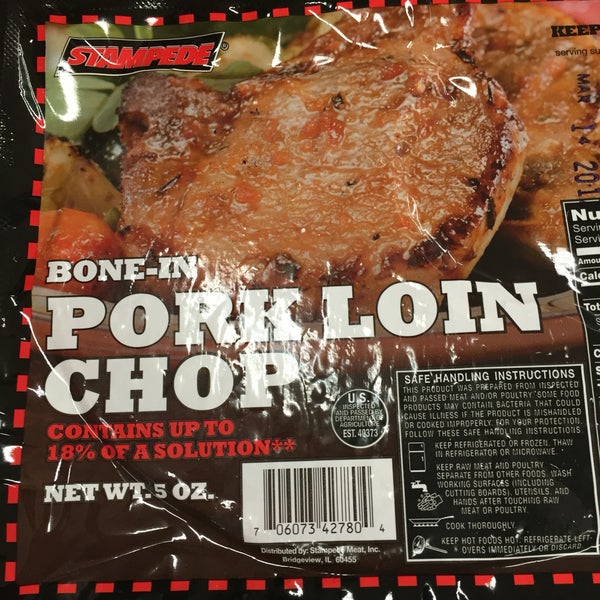 STAMPEDE®
KEEP
serving su
MAR 14 201
Nu
Servin
Servi
Amou
Calo
Tot
BONE-IN
PORK LOIN
CHOP
CONTAINS UP TO
18% OF A SOLUTION**
NET WT. 5 OZ.
U.S.
INSPECTED
AND PASSED BY
DEPARTMENT OF
AGRICULTURE
EST. 40373
SAFE HANDLING INSTRUCTIONS
THIS PRODUCT WAS PREPARED FROM INSPECTED
AND PASSED MEAT AND/OR POULTRY. SOME FOOD
PRODUCTS MAY CONTAIN BACTERIA THAT COULD
CAUSE ILLNESS IF THE PRODUCT IS MISHANDLED
OR COOKED IMPROPERLY. FOR YOUR PROTECTION,
FOLLOW THESE SAFE HANDLING INSTRUCTIONS.
KEEP REFRIGERATED OR FROZEN. THAW
IN REFRIGERATOR OR MICROWAVE.
KEEP RAW MEAT AND POULTRY
SEPARATE FROM OTHER FOODS. WASH
WORKING SURFACES (INCLUDING
CUTTING BOARDS), UTENSILS, AND
HANDS AFTER TOUCHING RAW
MEAT OR POULTRY.
COOK THOROUGHLY.
KEEP HOT FOODS HOT. REFRIGERATE LEFT-
OVERS IMMEDIATELY OR DISCARD.
7 06073 42780 4
Distributed by: Stampede Meat, Inc.
Bridgeview, IL 60455